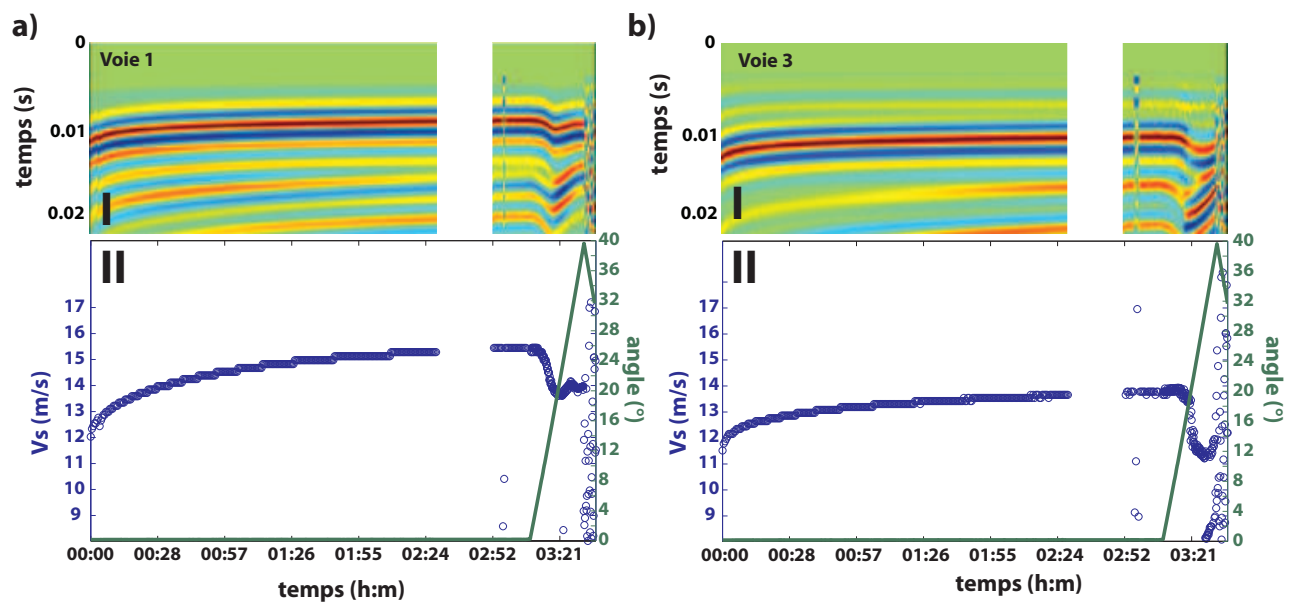 a)
Voie 1
temps (s)
0
0.01
0.02
I
II
Vs (m/s)
17
16
15
14
13
12
11
10
9
angle (°)
40
36
32
28
24
20
16
12
8
4
0
00:00 00:28 00:57 01:26 01:55 02:24 02:52 03:21
temps (h:m)
b)
Voie 3
temps (s)
0
0.01
0.02
I
II
Vs (m/s)
17
16
15
14
13
12
11
10
9
angle (°)
40
36
32
28
24
20
16
12
8
4
0
00:00 00:28 00:57 01:26 01:55 02:24 02:52 03:21
temps (h:m)